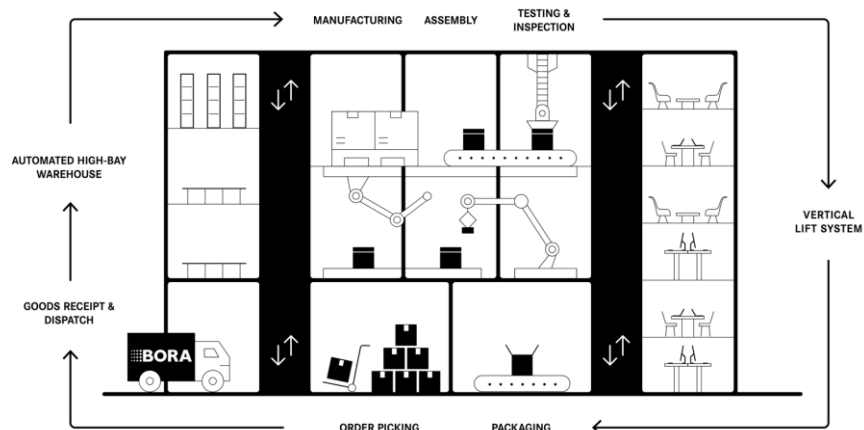 MANUFACTURING
ASSEMBLY
TESTING &
INSPECTION
AUTOMATED HIGH-BAY
WAREHOUSE
VERTICAL
LIFT SYSTEM
GOODS RECEIPT &
DISPATCH
BORA
ORDER PICKING
PACKAGING